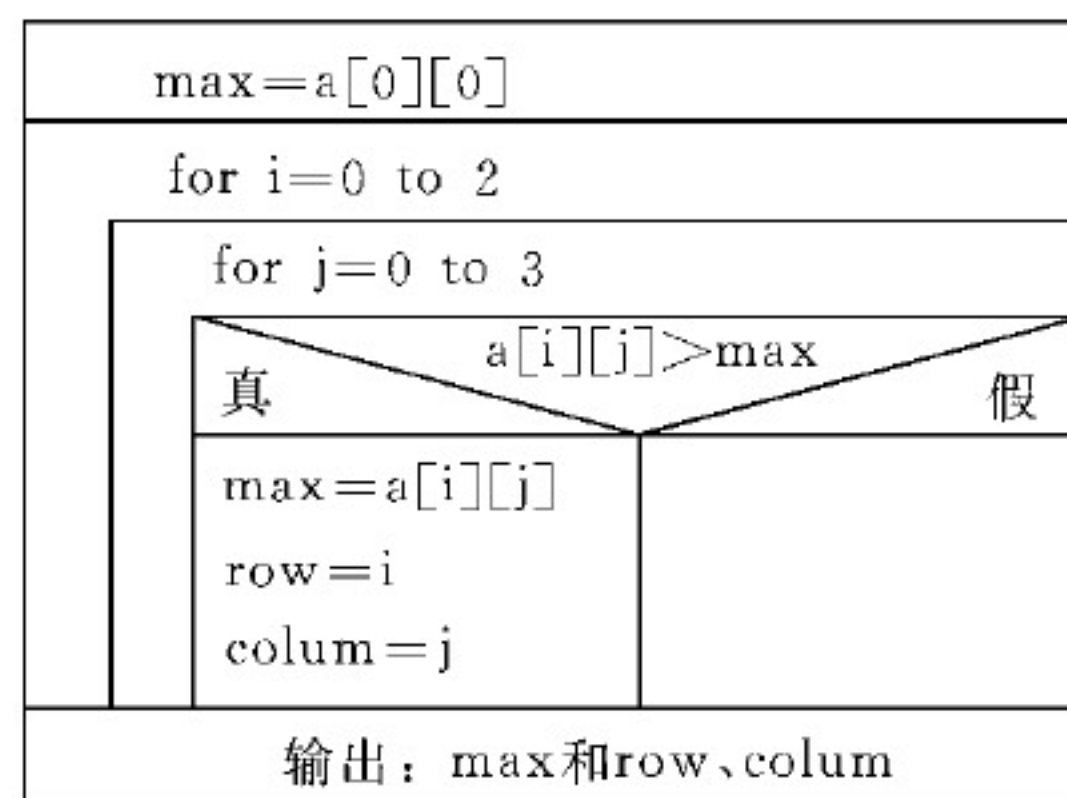 max=a[0][0]
for i=0 to 2
for j=0 to 3
a[i][j]>max
真
假
max=a[i][j]
row=i
colum=j
输出：max和row、colum